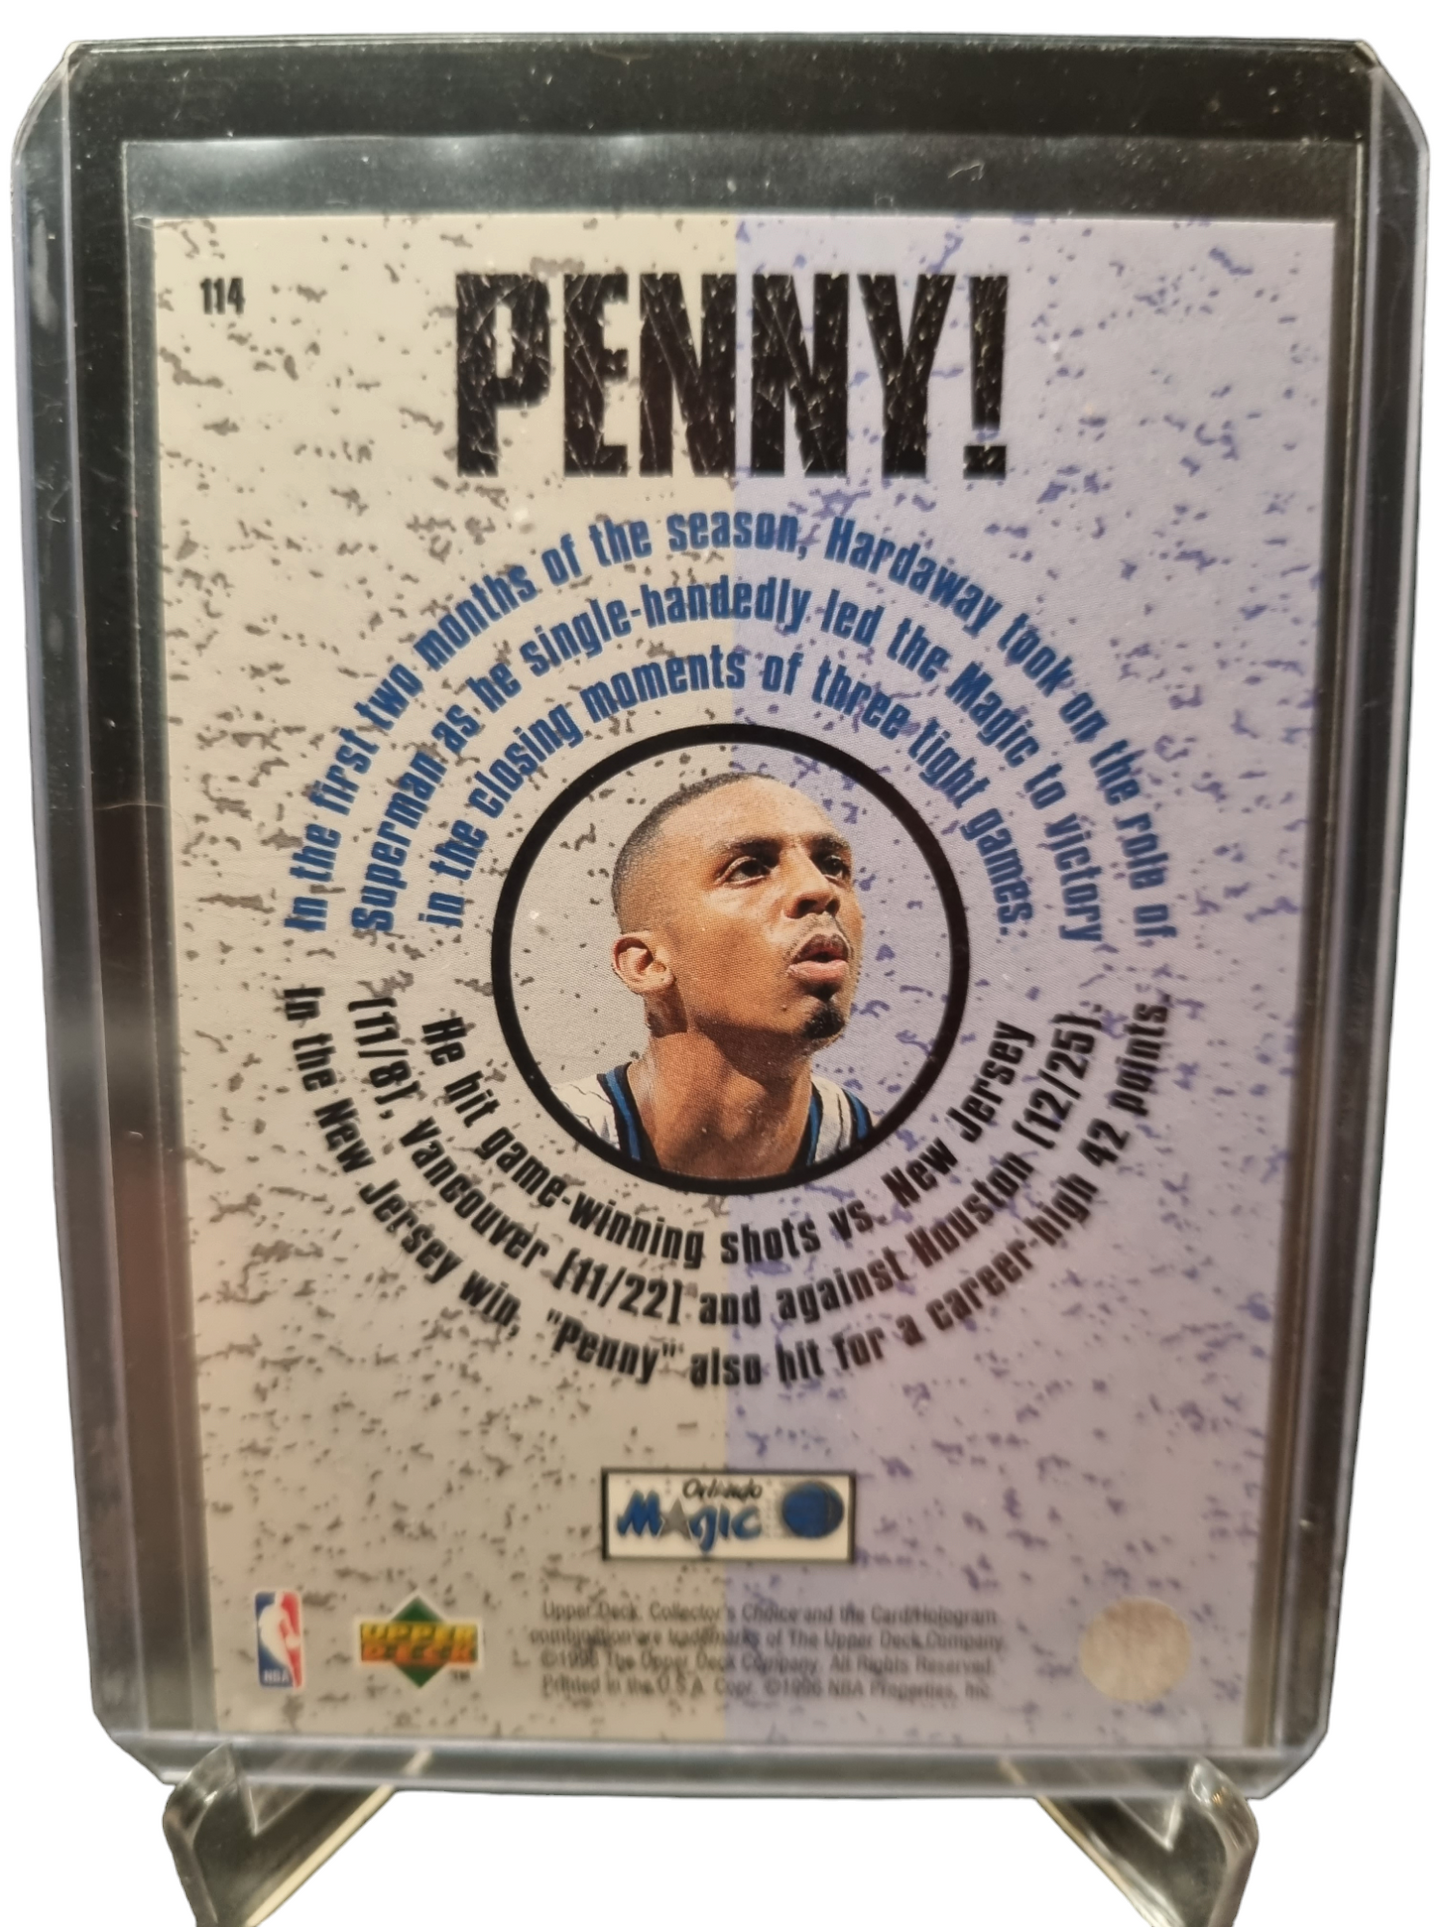 114
PENNY!
In the first two months of the season, Hardaway took on the role of
Superman as he single-handedly led the Magic to victory
in the closing moments of three tight games.
He hit game-winning shots vs. New Jersey
(11/8), Vancouver (11/22) and against Houston (12/25).
In the New Jersey win, "Penny" also hit for a career-high 42 points.
Orlando
MAGIC
NBA
UPPER
DECK
TM
Upper Deck, Collector's Choice and the Card/Hologram
combination are trademarks of The Upper Deck Company.
©1996 The Upper Deck Company. All Rights Reserved.
Printed in the U.S.A. Copr. ©1996 NBA Properties, Inc.